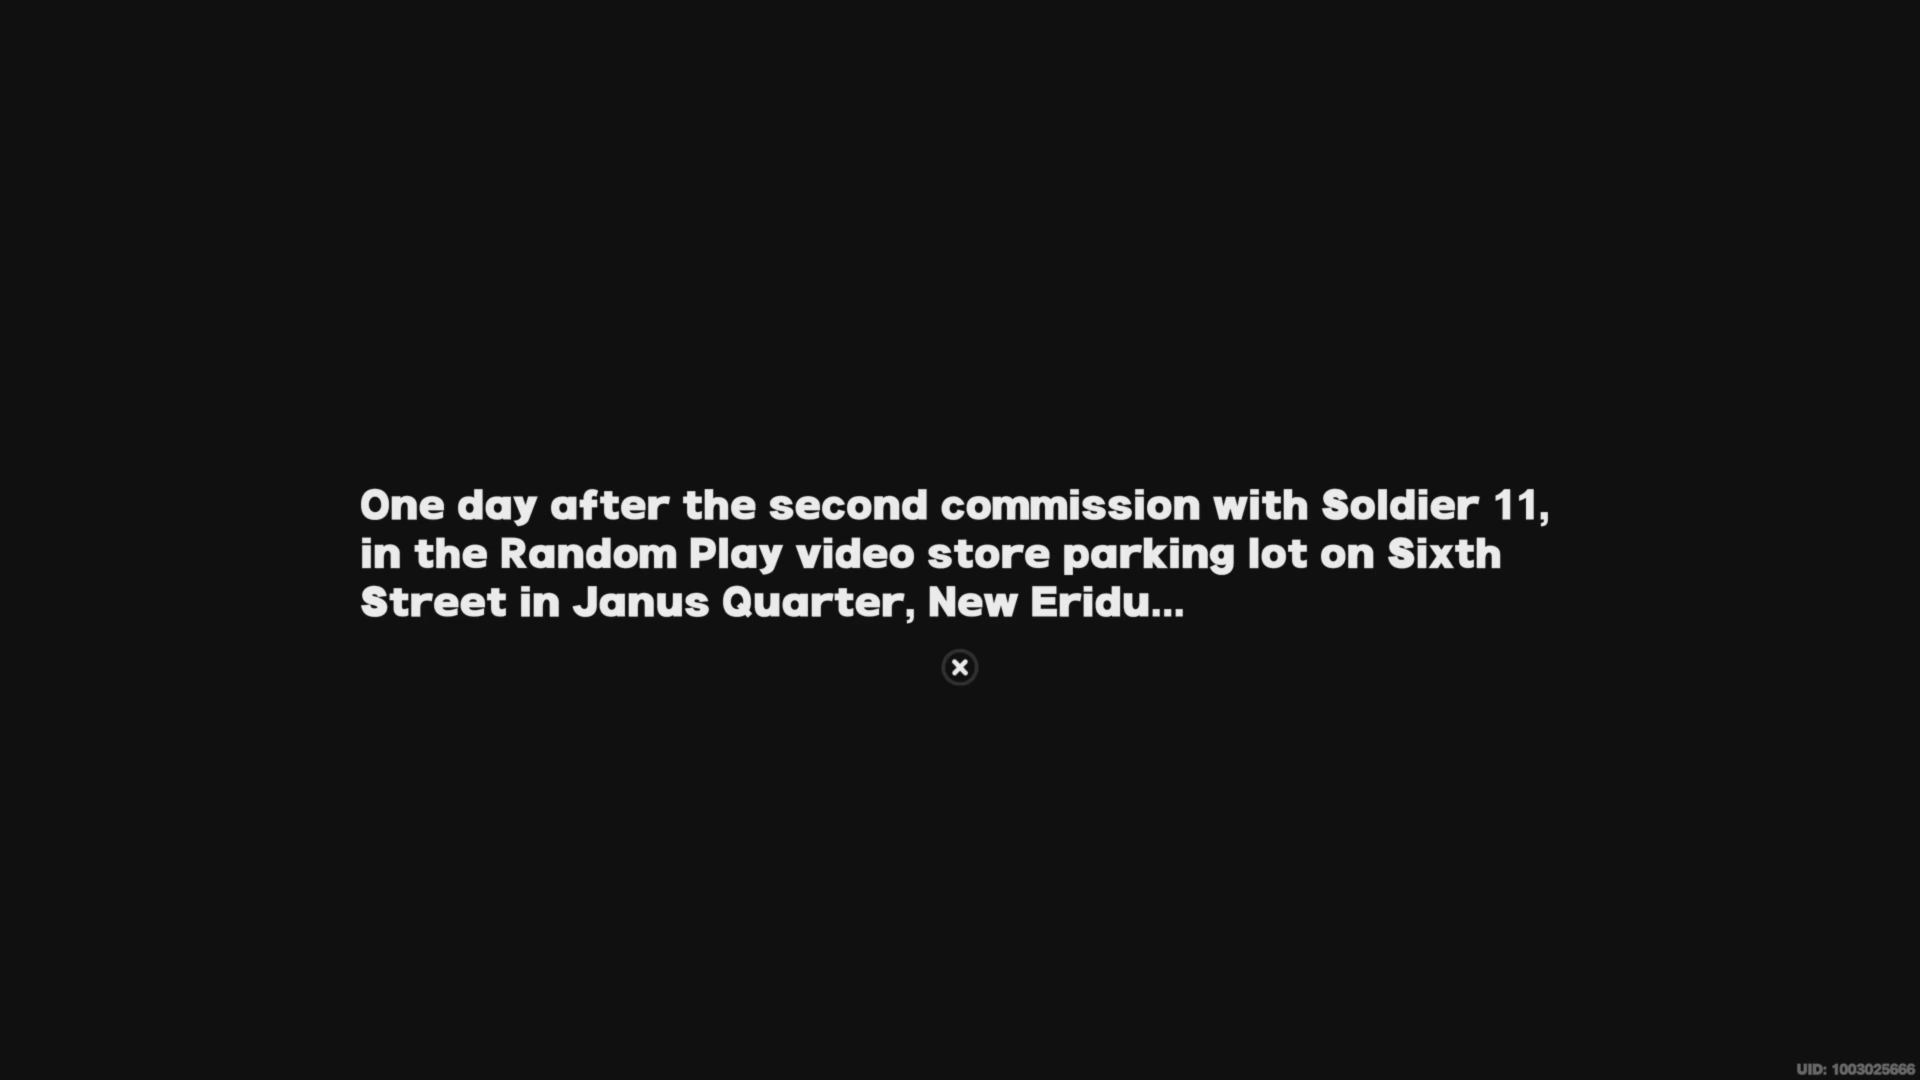 One day after the second commission with Soldier 11,
in the Random Play video store parking lot on Sixth
Street in Janus Quarter, New Eridu...
UID: 1003025666